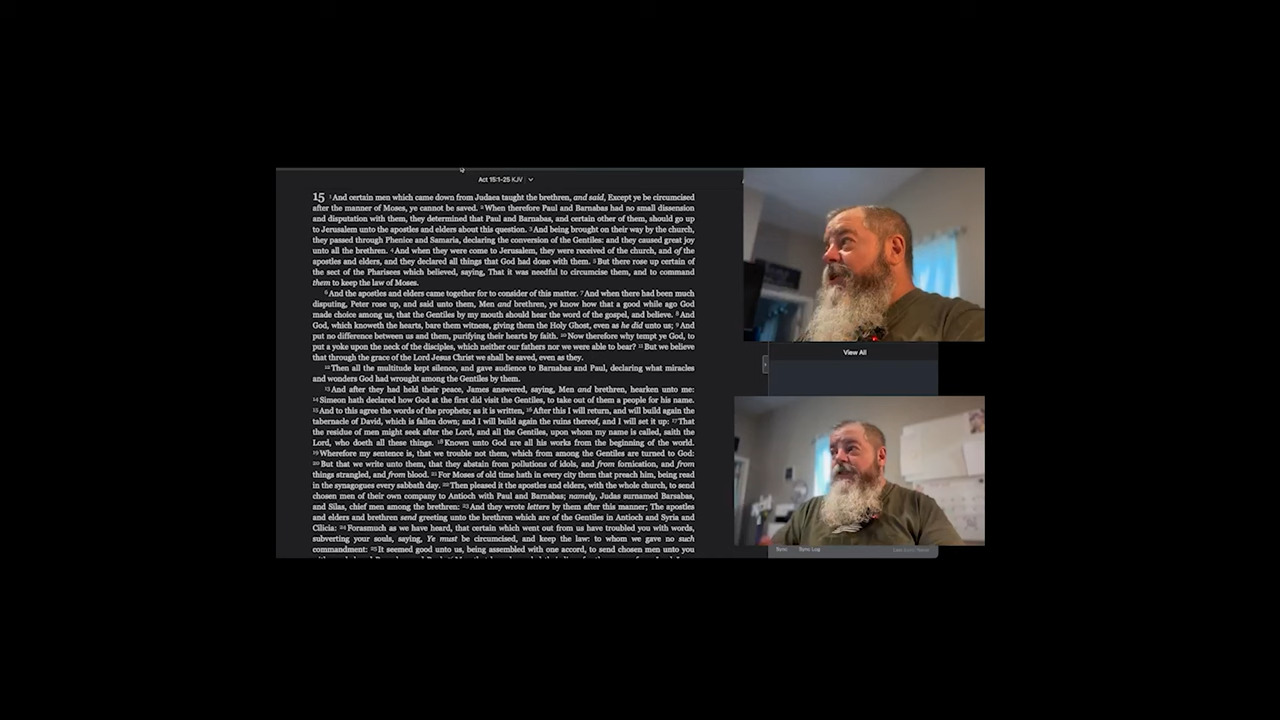 Act 15:1-25 KJV
15 1 And certain men which came down from Judaea taught the brethren, and said, Except ye be circumcised
after the manner of Moses, ye cannot be saved. 2 When therefore Paul and Barnabas had no small dissension
and disputation with them, they determined that Paul and Barnabas, and certain other of them, should go up
to Jerusalem unto the apostles and elders about this question. 3 And being brought on their way by the church,
they passed through Phenice and Samaria, declaring the conversion of the Gentiles: and they caused great joy
unto all the brethren. 4 And when they were come to Jerusalem, they were received of the church, and of the
apostles and elders, and they declared all things that God had done with them. 5 But there rose up certain of
the sect of the Pharisees which believed, saying, That it was needful to circumcise them, and to command
them to keep the law of Moses.
6 And the apostles and elders came together for to consider of this matter. 7 And when there had been much
disputing, Peter rose up, and said unto them, Men and brethren, ye know how that a good while ago God
made choice among us, that the Gentiles by my mouth should hear the word of the gospel, and believe. 8 And
God, which knoweth the hearts, bare them witness, giving them the Holy Ghost, even as he did unto us; 9 And
put no difference between us and them, purifying their hearts by faith. 10 Now therefore why tempt ye God, to
put a yoke upon the neck of the disciples, which neither our fathers nor we were able to bear? 11 But we believe
that through the grace of the Lord Jesus Christ we shall be saved, even as they.
12 Then all the multitude kept silence, and gave audience to Barnabas and Paul, declaring what miracles
and wonders God had wrought among the Gentiles by them.
13 And after they had held their peace, James answered, saying, Men and brethren, hearken unto me:
14 Simeon hath declared how God at the first did visit the Gentiles, to take out of them a people for his name.
15 And to this agree the words of the prophets; as it is written, 16 After this I will return, and will build again the
tabernacle of David, which is fallen down; and I will build again the ruins thereof, and I will set it up: 17 That
the residue of men might seek after the Lord, and all the Gentiles, upon whom my name is called, saith the
Lord, who doeth all these things. 18 Known unto God are all his works from the beginning of the world.
19 Wherefore my sentence is, that we trouble not them, which from among the Gentiles are turned to God:
20 But that we write unto them, that they abstain from pollutions of idols, and from fornication, and from
things strangled, and from blood. 21 For Moses of old time hath in every city them that preach him, being read
in the synagogues every sabbath day. 22 Then pleased it the apostles and elders, with the whole church, to send
chosen men of their own company to Antioch with Paul and Barnabas; namely, Judas surnamed Barsabas,
and Silas, chief men among the brethren: 23 And they wrote letters by them after this manner; The apostles
and elders and brethren send greeting unto the brethren which are of the Gentiles in Antioch and Syria and
Cilicia: 24 Forasmuch as we have heard, that certain which went out from us have troubled you with words,
subverting your souls, saying, Ye must be circumcised, and keep the law: to whom we gave no such
commandment: 25 It seemed good unto us, being assembled with one accord, to send chosen men unto you
View All
Sync Sync Log